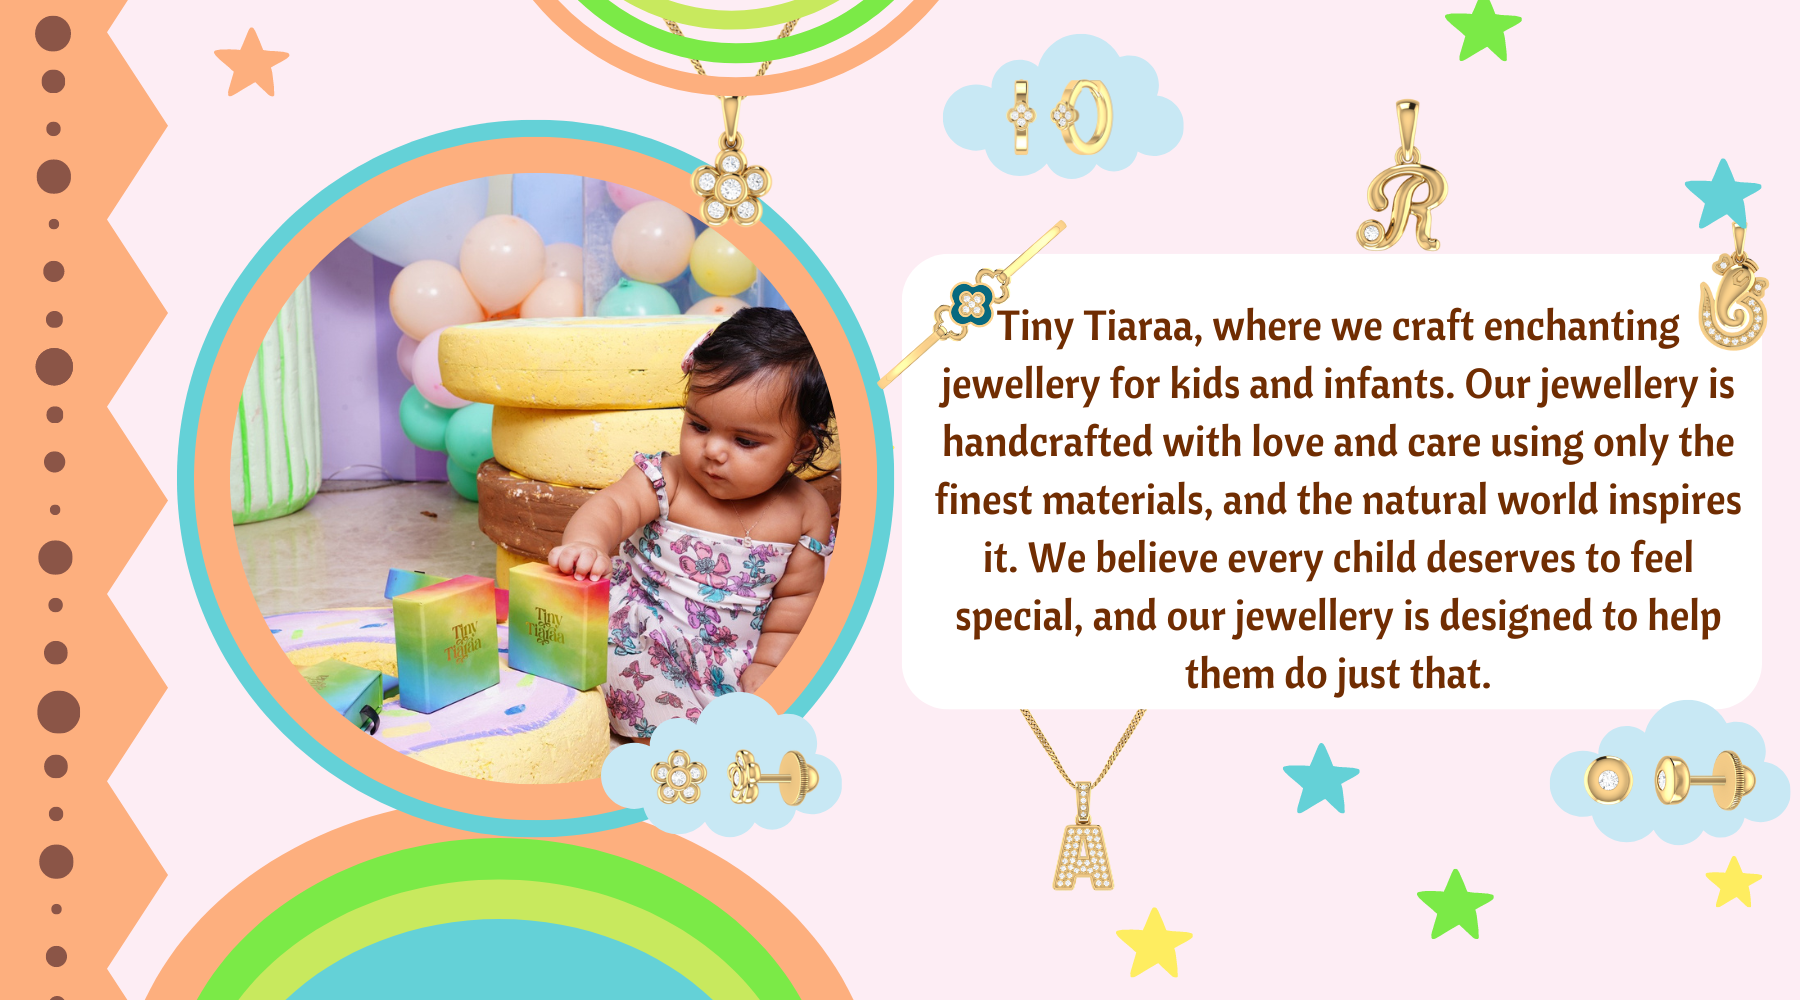 Tiny Tiaraa, where we craft enchanting
jewellery for kids and infants. Our jewellery is
handcrafted with love and care using only the
finest materials, and the natural world inspires
it. We believe every child deserves to feel
special, and our jewellery is designed to help
them do just that.
Tiny
Tiaraa
Tiny
Tiaraa
R
A